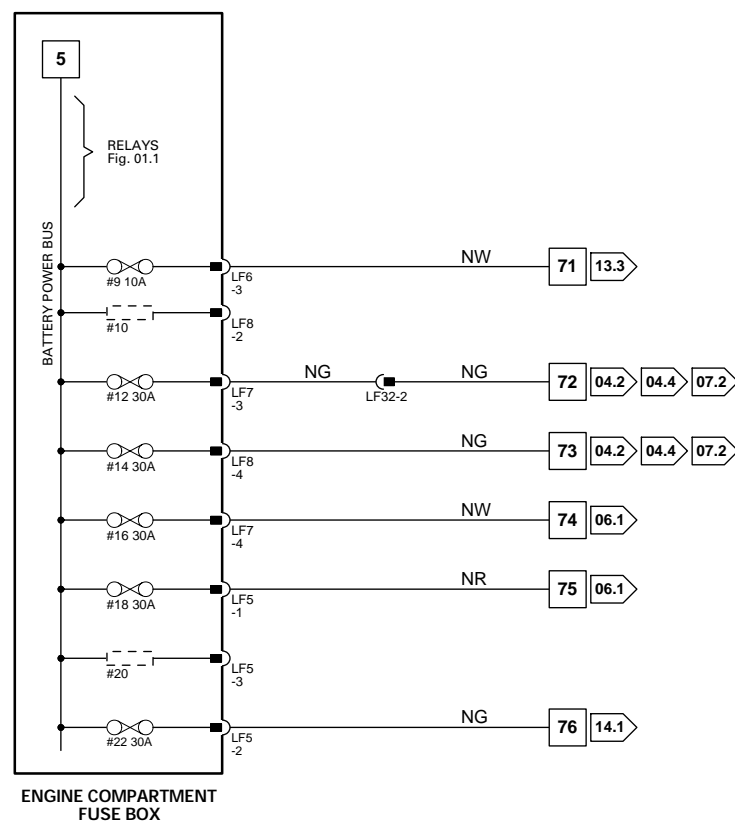 5
RELAYS
Fig. 01.1
BATTERY POWER BUS
#9 10A
LF6
-3
NW
71 13.3
#10
LF8
-2
#12 30A
LF7
-3
NG
LF32-2
NG
72 04.2 04.4 07.2
#14 30A
LF8
-4
NG
73 04.2 04.4 07.2
#16 30A
LF7
-4
NW
74 06.1
#18 30A
LF5
-1
NR
75 06.1
#20
LF5
-3
#22 30A
LF5
-2
NG
76 14.1
ENGINE COMPARTMENT
FUSE BOX